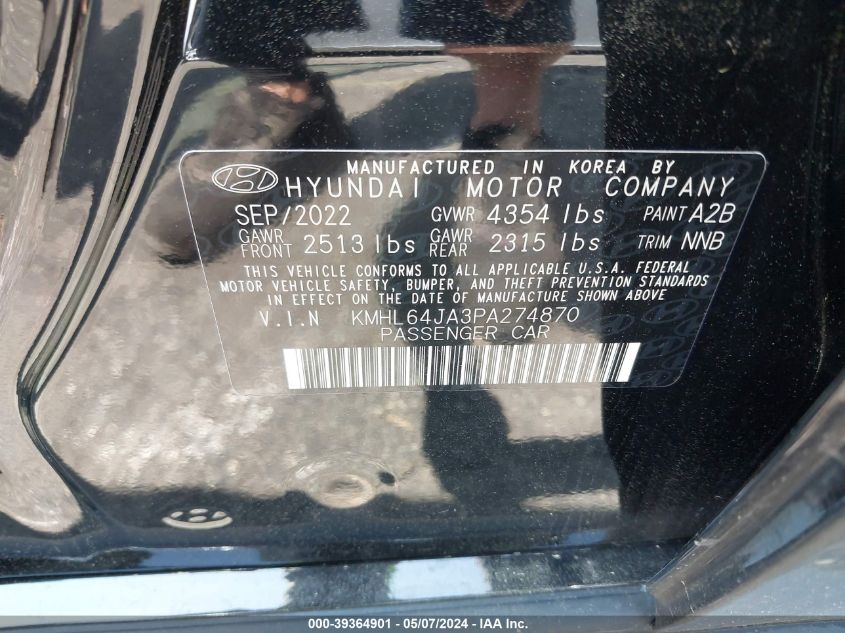 MANUFACTURED IN KOREA BY
HYUNDAI MOTOR COMPANY
SEP/2022 GVWR 4354 lbs PAINT A2B
GAWR FRONT 2513 lbs GAWR REAR 2315 lbs TRIM NNB
THIS VEHICLE CONFORMS TO ALL APPLICABLE U.S.A. FEDERAL
MOTOR VEHICLE SAFETY, BUMPER, AND THEFT PREVENTION STANDARDS
IN EFFECT ON THE DATE OF MANUFACTURE SHOWN ABOVE
V.I.N KMHL64JA3PA274870
PASSENGER CAR
000-39364901 - 05/07/2024 - IAA, Inc.